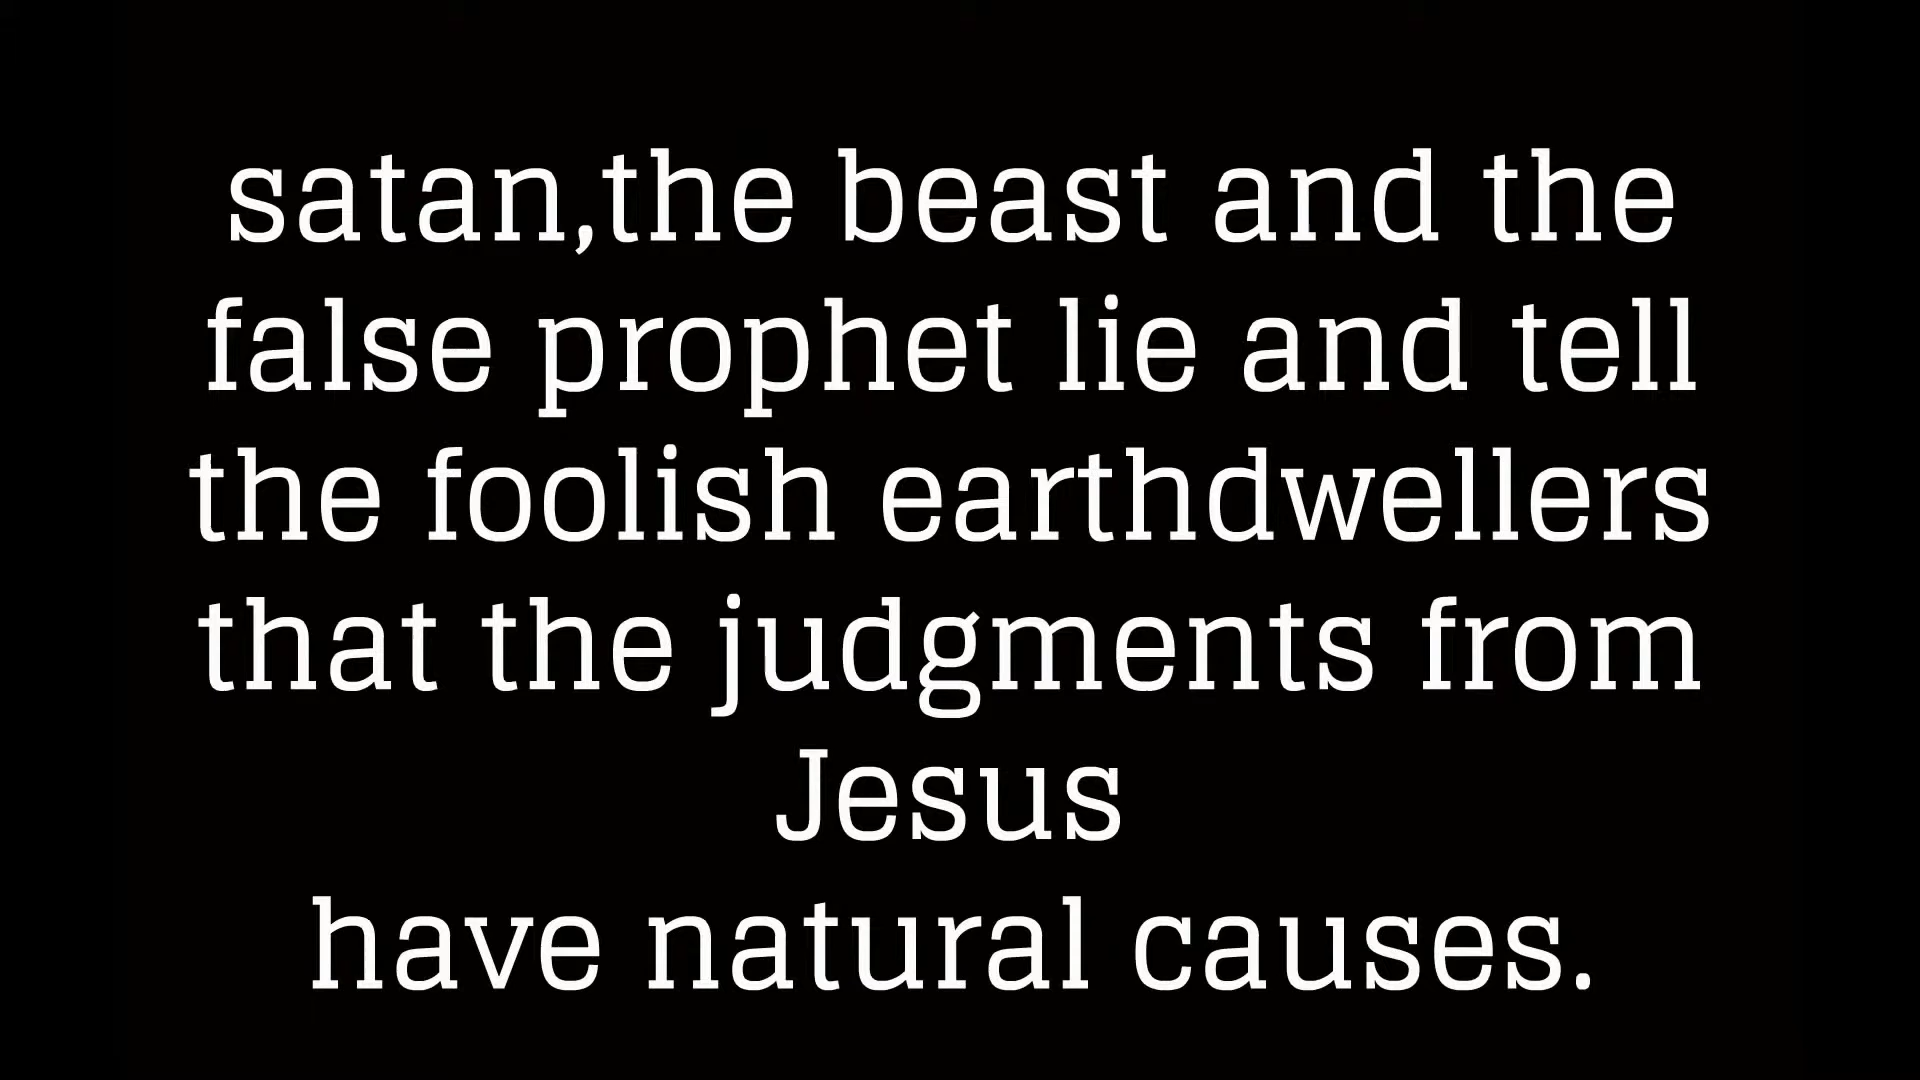 satan,the beast and the
false prophet lie and tell
the foolish earthdwellers
that the judgments from
Jesus
have natural causes.